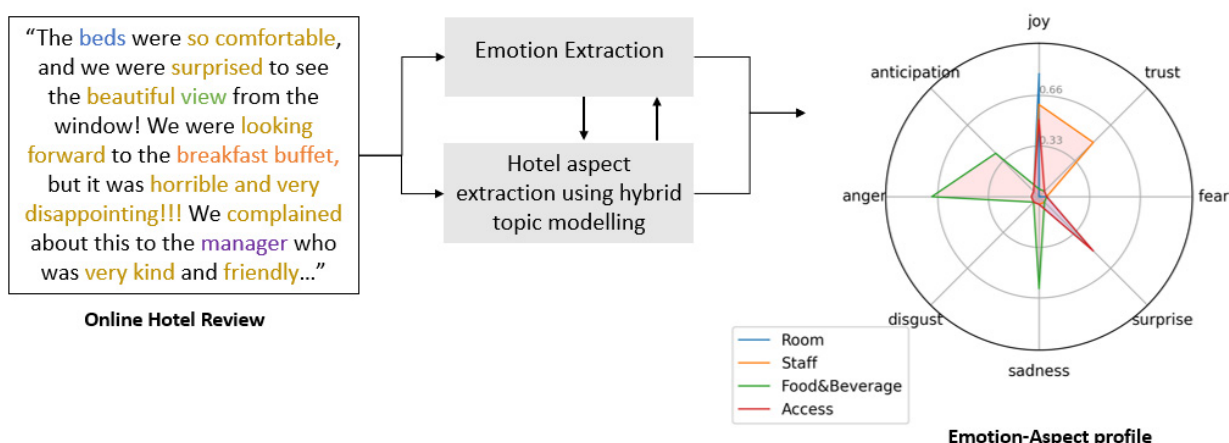 “The beds were so comfortable,
and we were surprised to see
the beautiful view from the
window! We were looking
forward to the breakfast buffet,
but it was horrible and very
disappointing!!! We complained
about this to the manager who
was very kind and friendly…”
Online Hotel Review
Emotion Extraction
Hotel aspect
extraction using hybrid
topic modelling
joy
anticipation
trust
0.66
0.33
anger
fear
disgust
surprise
sadness
Room
Staff
Food&Beverage
Access
Emotion-Aspect profile